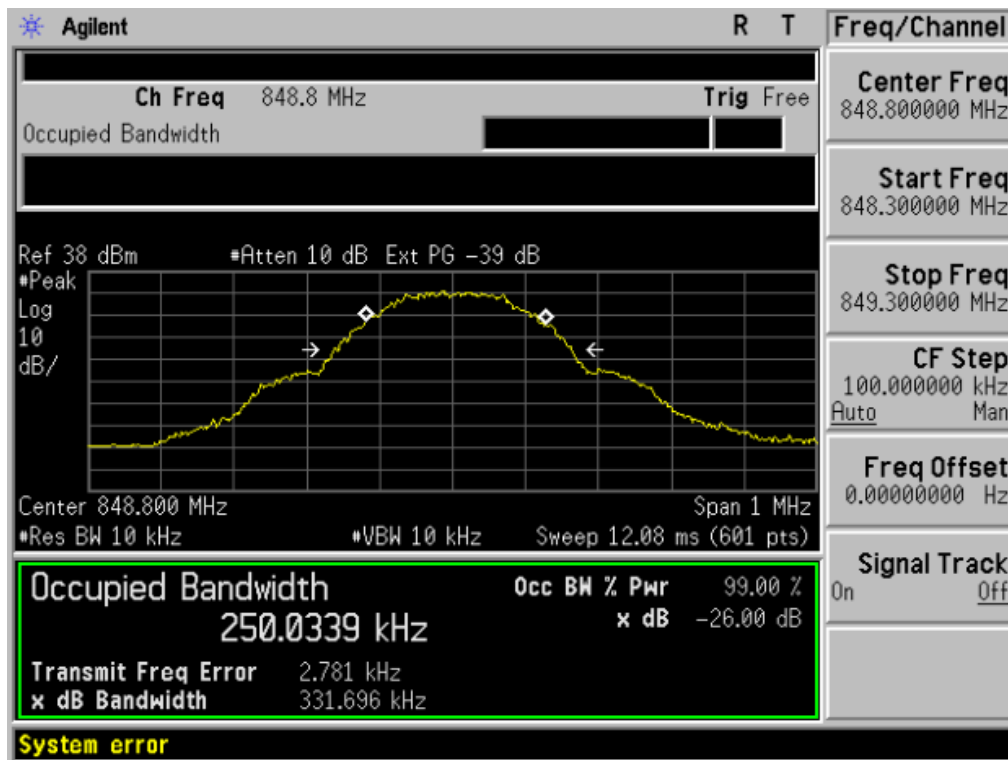 Agilent R T Freq/Channel
Ch Freq 848.8 MHz Trig Free
Occupied Bandwidth
Center Freq
848.800000 MHz
Start Freq
848.300000 MHz
Stop Freq
849.300000 MHz
CF Step
100.000000 kHz
Auto Man
Freq Offset
0.00000000 Hz
Signal Track
On Off
Ref 38 dBm #Atten 10 dB Ext PG -39 dB
#Peak
Log
10
dB/
Center 848.800 MHz Span 1 MHz
#Res BW 10 kHz #VBW 10 kHz Sweep 12.08 ms (601 pts)
Occupied Bandwidth Occ BW % Pwr 99.00 %
250.0339 kHz x dB -26.00 dB
Transmit Freq Error 2.781 kHz
x dB Bandwidth 331.696 kHz
System error